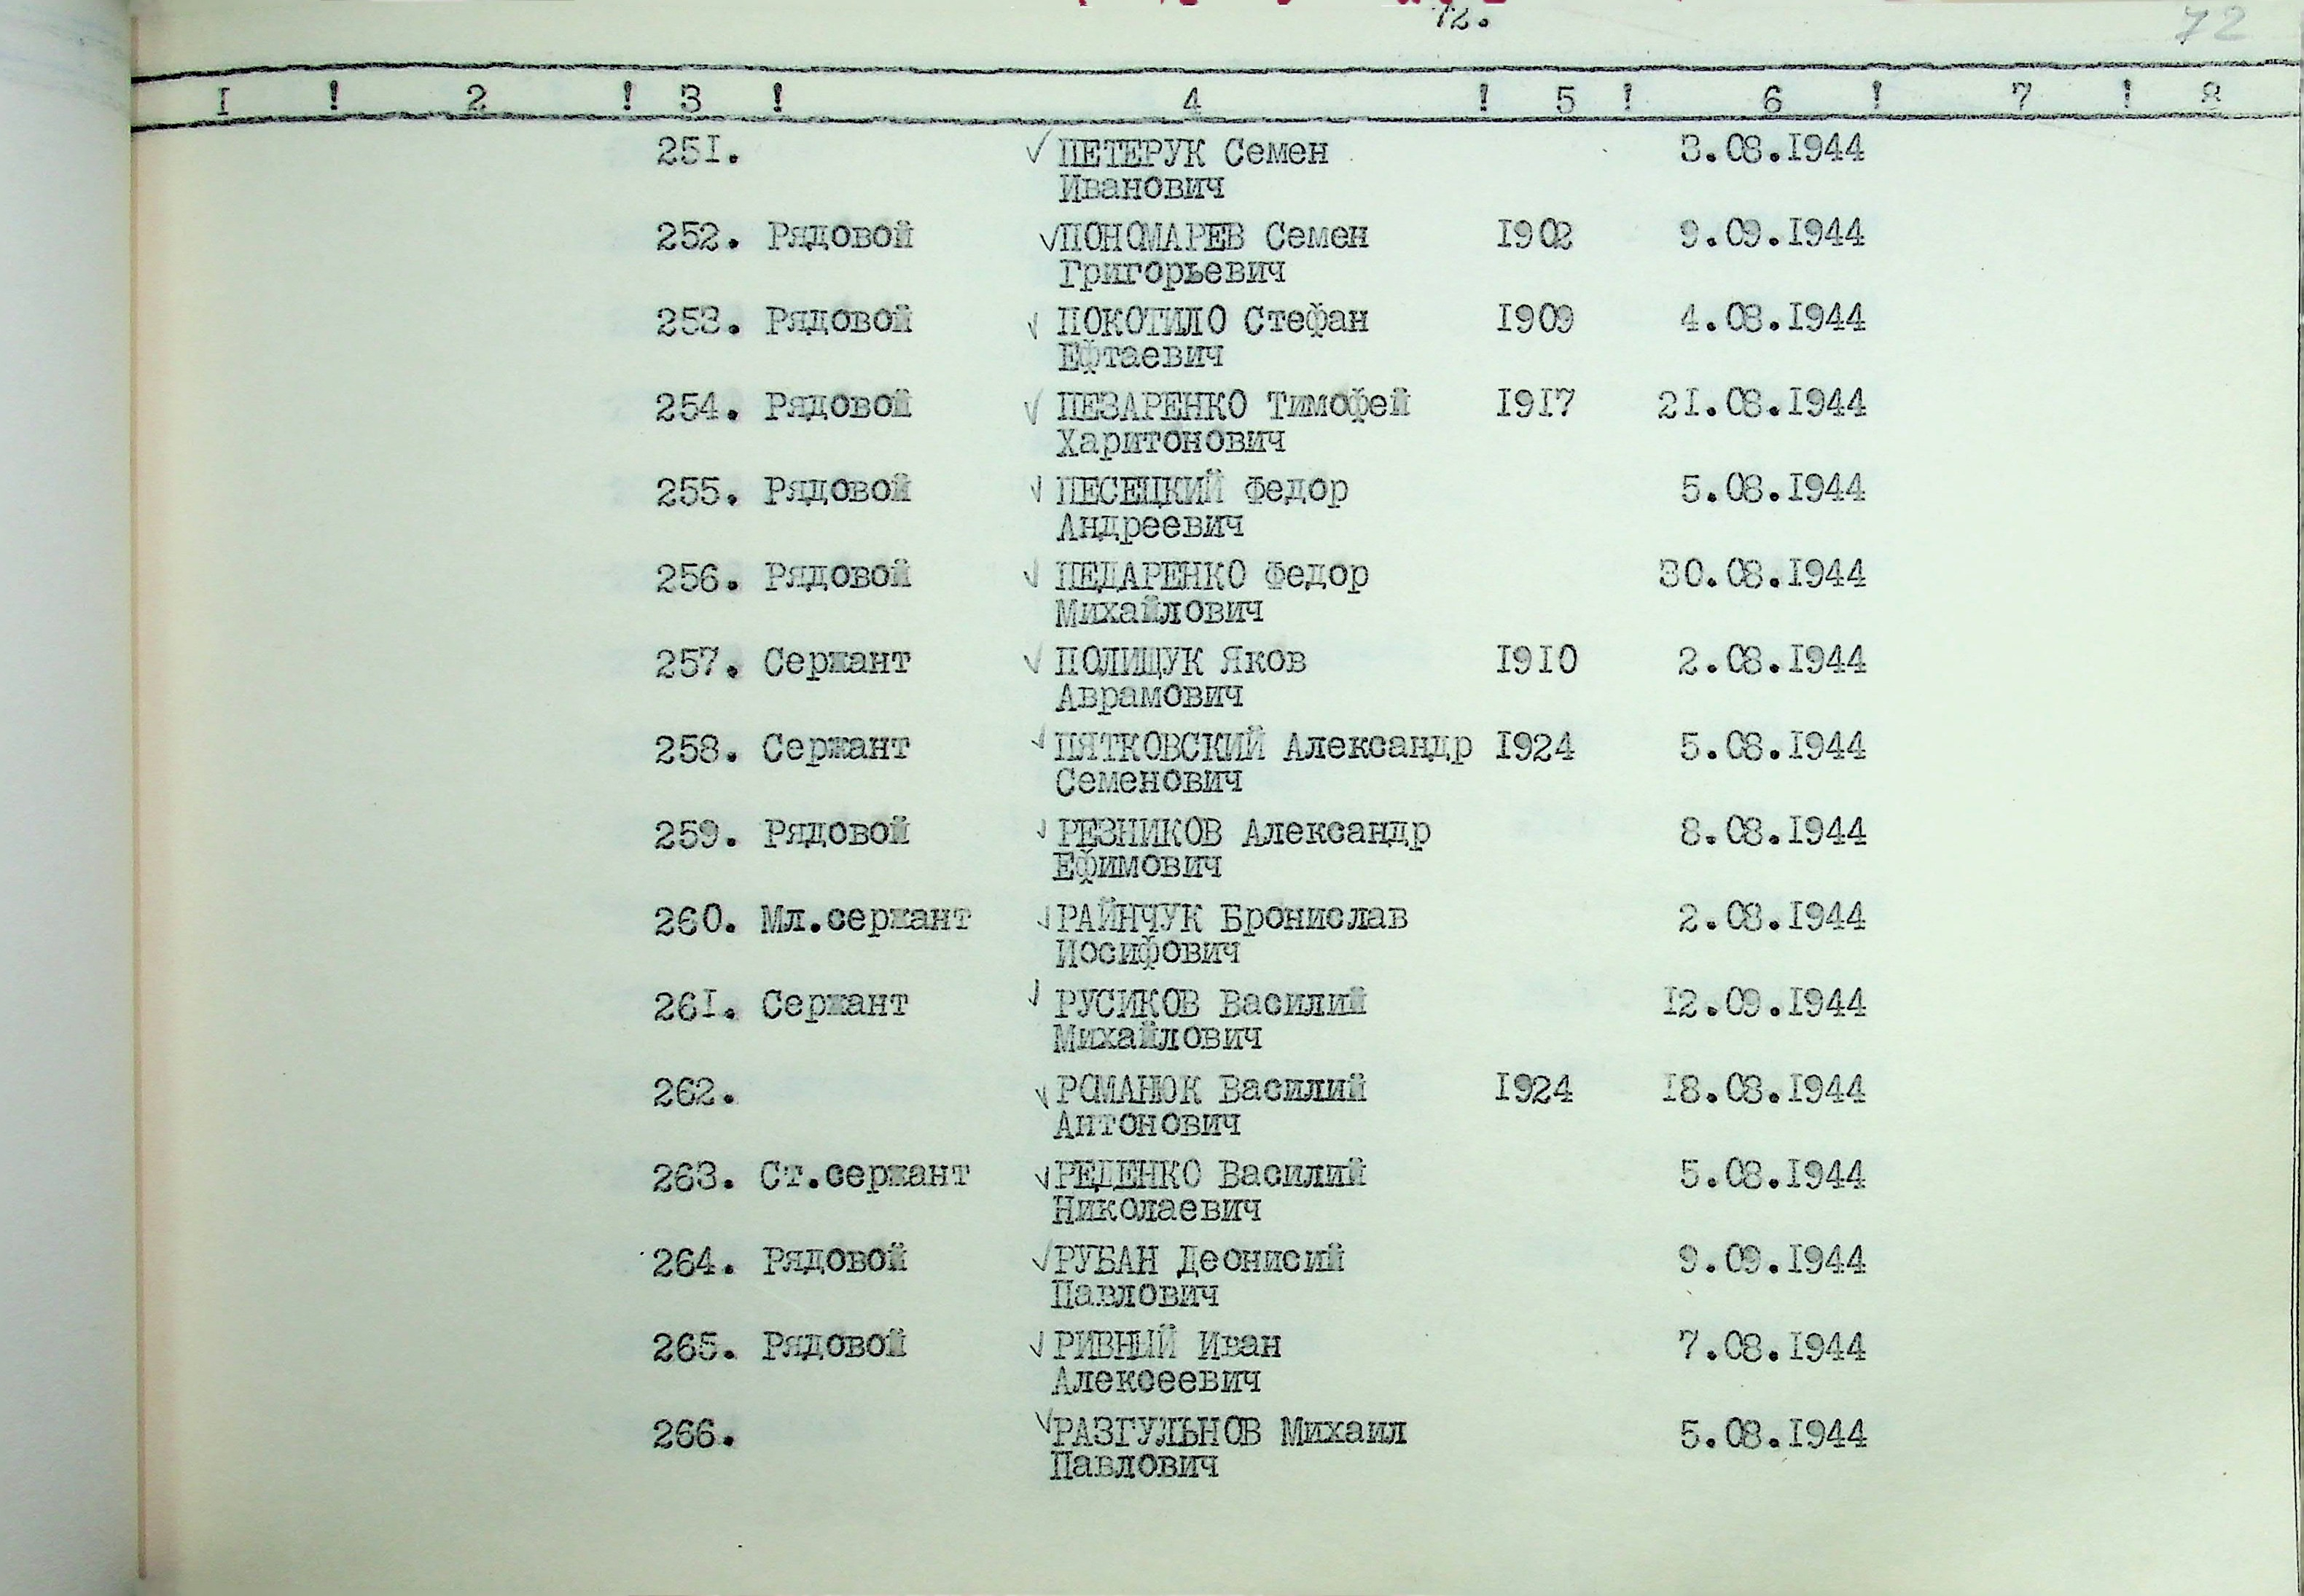 72.
72
I ! 2 ! 3 ! 4 ! 5 ! 6 ! 7 ! 8
251. ПЕТЕРУК Семен 3.08.1944
Иванович
252. Рядовой ПОНОМАРЕВ Семен 1902 9.09.1944
Григорьевич
253. Рядовой ПОКОТИЛО Стефан 1909 4.08.1944
Ефтаевич
254. Рядовой ПЕЗАРЕНКО Тимофей 1917 21.08.1944
Харитонович
255. Рядовой ПЕСЕЦКИЙ Федор 5.08.1944
Андреевич
256. Рядовой ПЕДАРЕНКО Федор 30.08.1944
Михайлович
257. Сержант ПОЛИЩУК Яков 1910 2.08.1944
Аврамович
258. Сержант ПЯТКОВСКИЙ Александр 1924 5.08.1944
Семенович
259. Рядовой РЕЗНИКОВ Александр 8.08.1944
Ефимович
260. Мл.сержант РАЙНЧУК Бронислав 2.08.1944
Иосифович
261. Сержант РУСИКОВ Василий 12.09.1944
Михайлович
262. РОМАНЮК Василий 1924 18.08.1944
Антонович
263. Ст.сержант РЕДЕНКО Василий 5.08.1944
Николаевич
264. Рядовой РУБАН Деонисий 9.09.1944
Павлович
265. Рядовой РИВНЫЙ Иван 7.08.1944
Алексеевич
266. РАЗГУЛЬНОВ Михаил 5.08.1944
Павлович